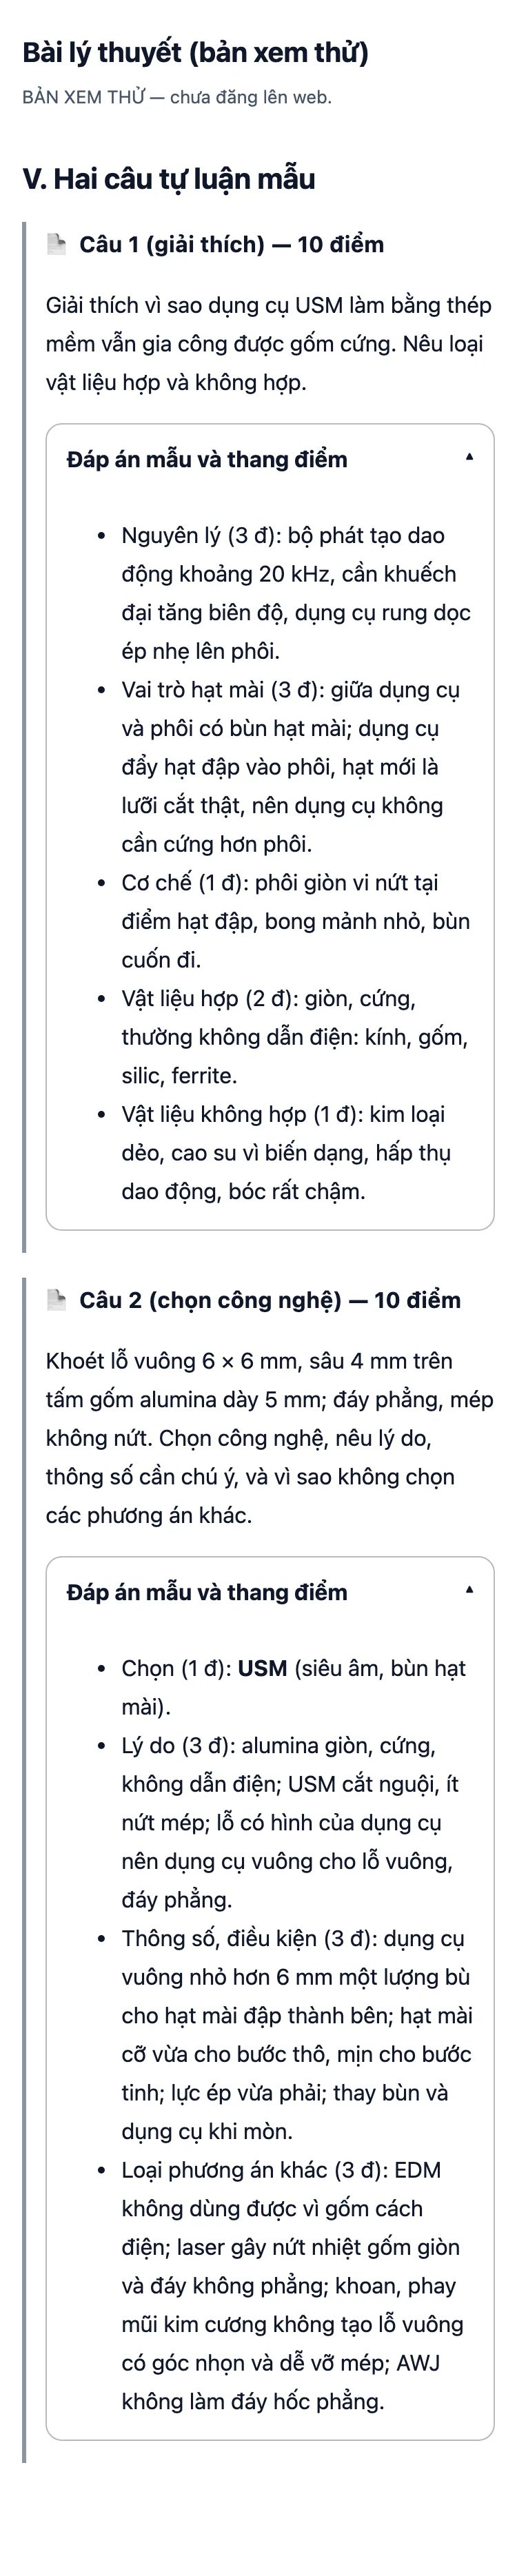 Bài lý thuyết (bản xem thử)
BẢN XEM THỬ — chưa đăng lên web.
V. Hai câu tự luận mẫu
Câu 1 (giải thích) — 10 điểm
Giải thích vì sao dụng cụ USM làm bằng thép
mềm vẫn gia công được gốm cứng. Nêu loại
vật liệu hợp và không hợp.
Đáp án mẫu và thang điểm
• Nguyên lý (3 đ): bộ phát tạo dao
động khoảng 20 kHz, cần khuếch
đại tăng biên độ, dụng cụ rung dọc
ép nhẹ lên phôi.
• Vai trò hạt mài (3 đ): giữa dụng cụ
và phôi có bùn hạt mài; dụng cụ
đẩy hạt đập vào phôi, hạt mới là
lưỡi cắt thật, nên dụng cụ không
cần cứng hơn phôi.
• Cơ chế (1 đ): phôi giòn vi nứt tại
điểm hạt đập, bong mảnh nhỏ, bùn
cuốn đi.
• Vật liệu hợp (2 đ): giòn, cứng,
thường không dẫn điện: kính, gốm,
silic, ferrite.
• Vật liệu không hợp (1 đ): kim loại
dẻo, cao su vì biến dạng, hấp thụ
dao động, bóc rất chậm.
Câu 2 (chọn công nghệ) — 10 điểm
Khoét lỗ vuông 6 × 6 mm, sâu 4 mm trên
tấm gốm alumina dày 5 mm; đáy phẳng, mép
không nứt. Chọn công nghệ, nêu lý do,
thông số cần chú ý, và vì sao không chọn
các phương án khác.
Đáp án mẫu và thang điểm
• Chọn (1 đ): USM (siêu âm, bùn hạt
mài).
• Lý do (3 đ): alumina giòn, cứng,
không dẫn điện; USM cắt nguội, ít
nứt mép; lỗ có hình của dụng cụ
nên dụng cụ vuông cho lỗ vuông,
đáy phẳng.
• Thông số, điều kiện (3 đ): dụng cụ
vuông nhỏ hơn 6 mm một lượng bù
cho hạt mài đập thành bên; hạt mài
cỡ vừa cho bước thô, mịn cho bước
tinh; lực ép vừa phải; thay bùn và
dụng cụ khi mòn.
• Loại phương án khác (3 đ): EDM
không dùng được vì gốm cách
điện; laser gây nứt nhiệt gốm giòn
và đáy không phẳng; khoan, phay
mũi kim cương không tạo lỗ vuông
có góc nhọn và dễ vỡ mép; AWJ
không làm đáy hốc phẳng.